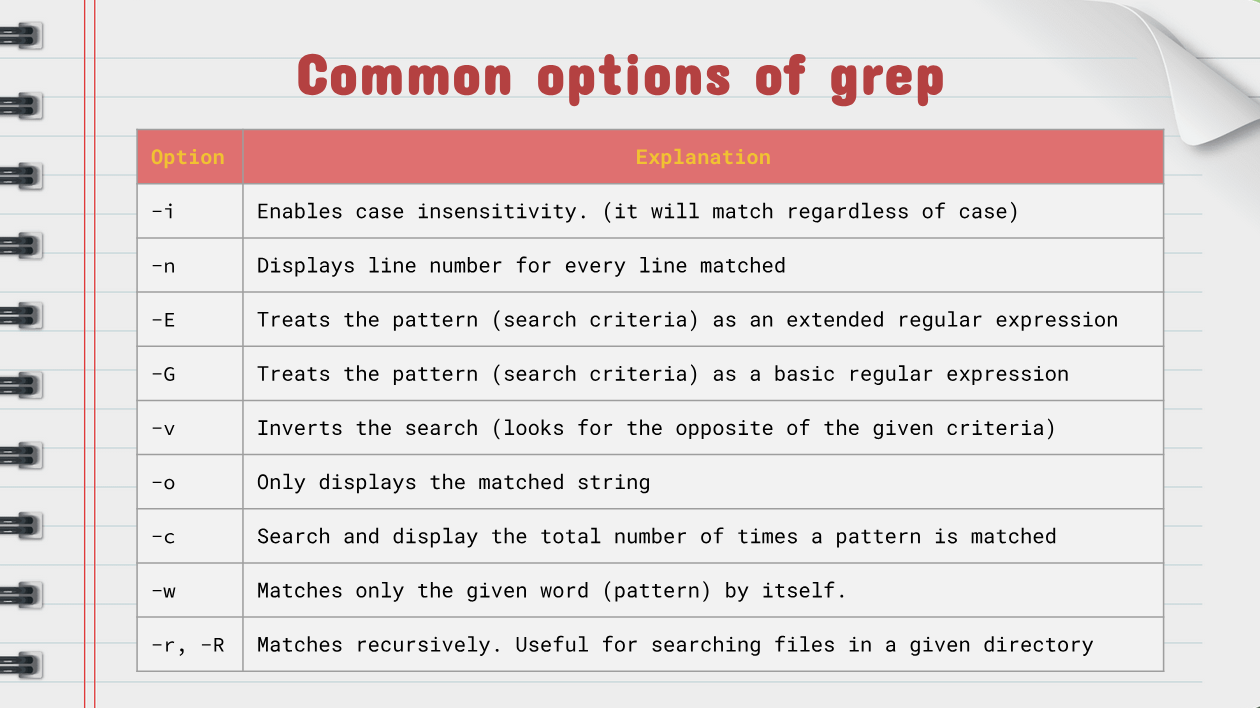 Common options of grep
Option Explanation
-i Enables case insensitivity. (it will match regardless of case)
-n Displays line number for every line matched
-E Treats the pattern (search criteria) as an extended regular expression
-G Treats the pattern (search criteria) as a basic regular expression
-v Inverts the search (looks for the opposite of the given criteria)
-o Only displays the matched string
-c Search and display the total number of times a pattern is matched
-w Matches only the given word (pattern) by itself.
-r, -R Matches recursively. Useful for searching files in a given directory